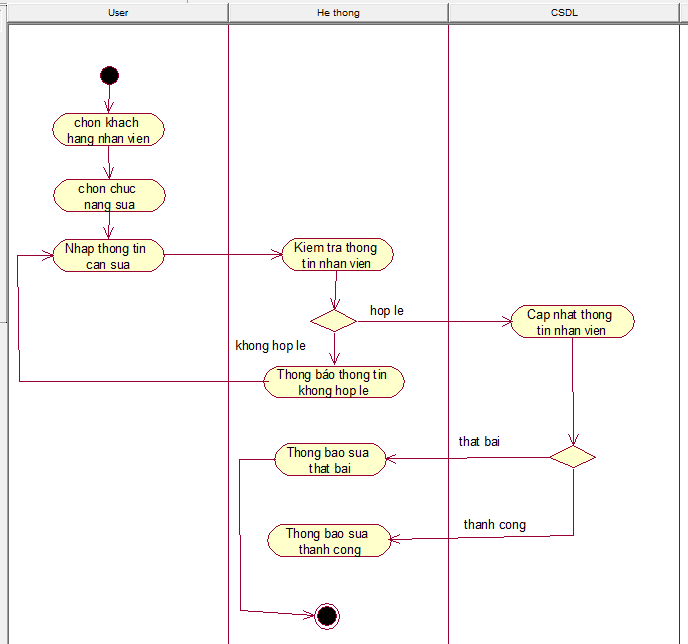 User
He thong
CSDL
chon khach
hang nhan vien
chon chuc
nang sua
Nhap thong tin
can sua
Kiem tra thong
tin nhan vien
hop le
Cap nhat thong
tin nhan vien
khong hop le
Thong báo thong tin
khong hop le
that bai
Thong bao sua
that bai
thanh cong
Thong bao sua
thanh cong